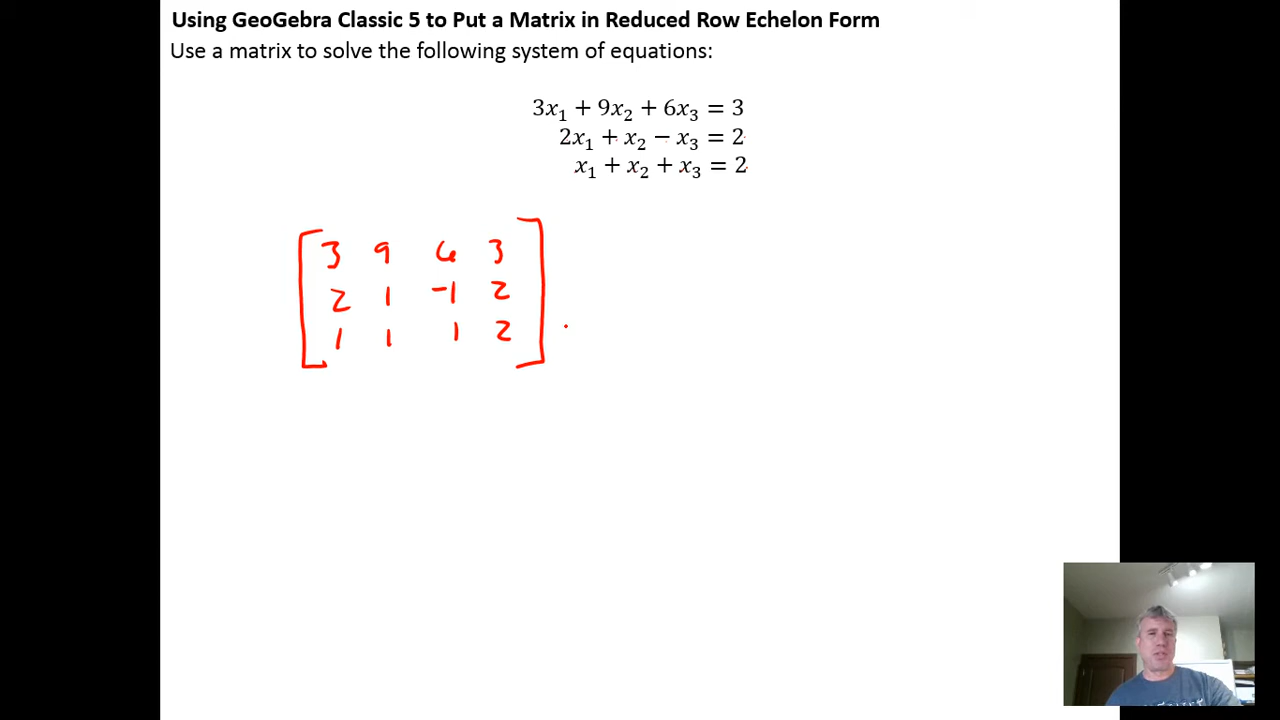 Using GeoGebra Classic 5 to Put a Matrix in Reduced Row Echelon Form
Use a matrix to solve the following system of equations:
3x₁ + 9x₂ + 6x₃ = 3
2x₁ + x₂ − x₃ = 2
x₁ + x₂ + x₃ = 2
3 9 6 3
2 1 -1 2
1 1 1 2